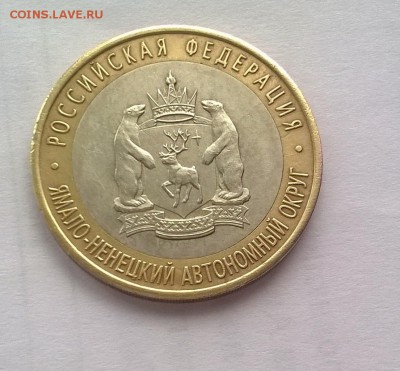 COINS.LAVE.RU
РОССИЙСКАЯ ФЕДЕРАЦИЯ
ЯМАЛО-НЕНЕЦКИЙ АВТОНОМНЫЙ ОКРУГ